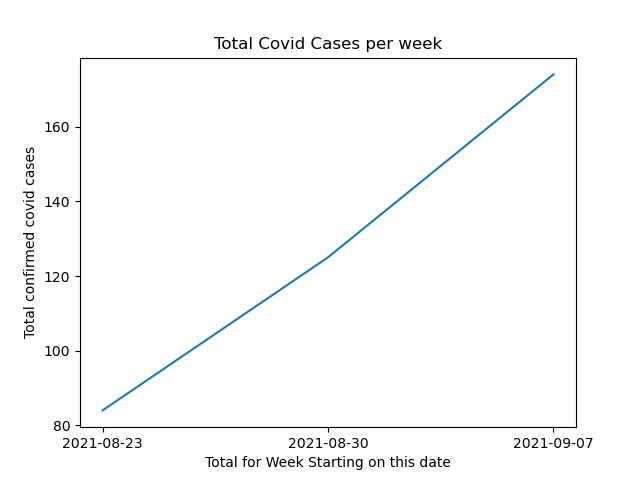 Total Covid Cases per week
Total confirmed covid cases
160
140
120
100
80
2021-08-23 2021-08-30 2021-09-07
Total for Week Starting on this date